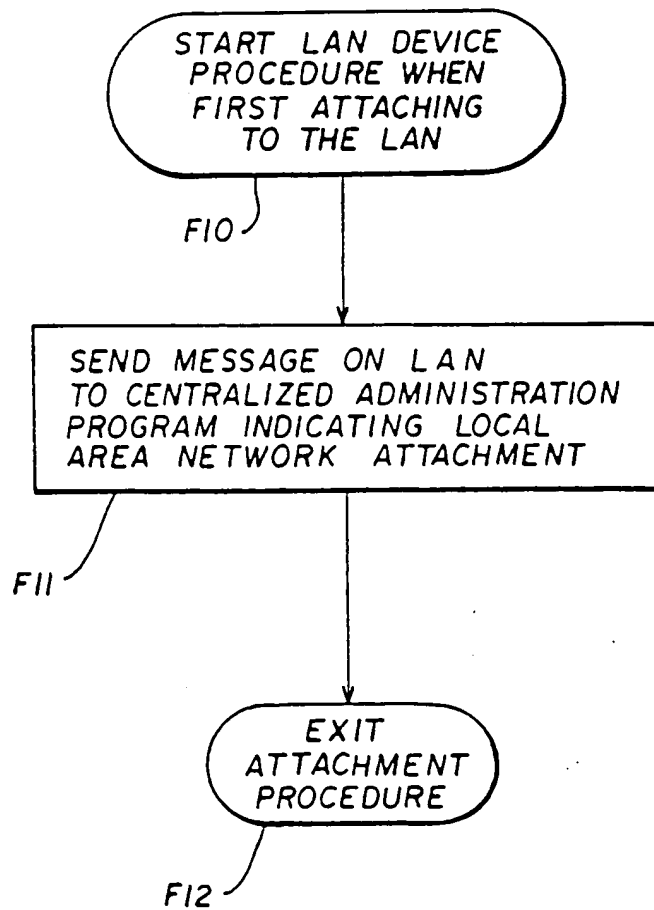 START LAN DEVICE
PROCEDURE WHEN
FIRST ATTACHING
TO THE LAN
F10
SEND MESSAGE ON LAN
TO CENTRALIZED ADMINISTRATION
PROGRAM INDICATING LOCAL
AREA NETWORK ATTACHMENT
F11
EXIT
ATTACHMENT
PROCEDURE
F12